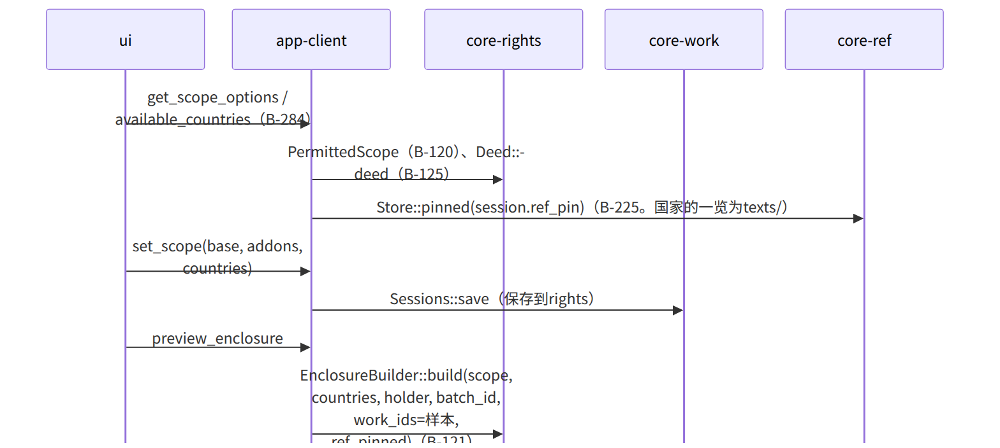 ui
app-client
core-rights
core-work
core-ref
get_scope_options /
available_countries（B-284）
PermittedScope（B-120）、Deed::-
deed（B-125）
Store::pinned(session.ref_pin)（B-225。国家的一览为texts/）
set_scope(base, addons,
countries)
Sessions::save（保存到rights）
preview_enclosure
EnclosureBuilder::build(scope,
countries, holder, batch_id,
work_ids=样本,
ref_pinned)（B-121）